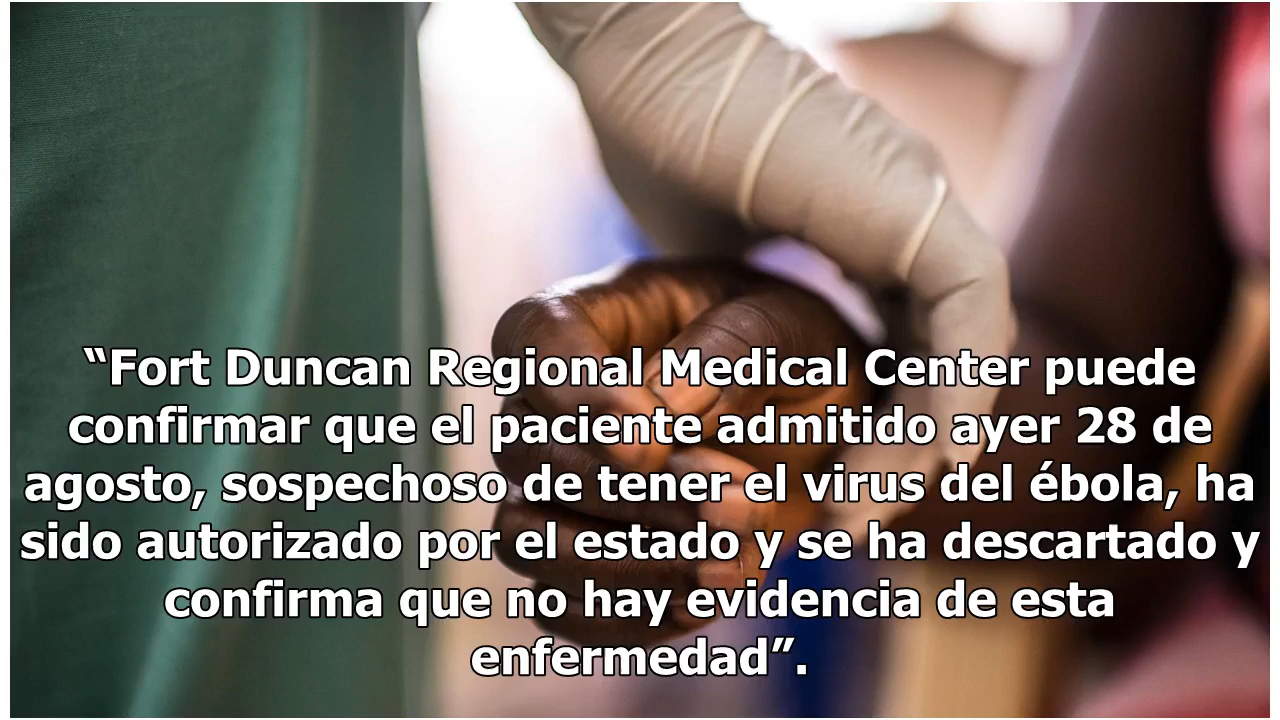 “Fort Duncan Regional Medical Center puede
confirmar que el paciente admitido ayer 28 de
agosto, sospechoso de tener el virus del ébola, ha
sido autorizado por el estado y se ha descartado y
confirma que no hay evidencia de esta
enfermedad”.